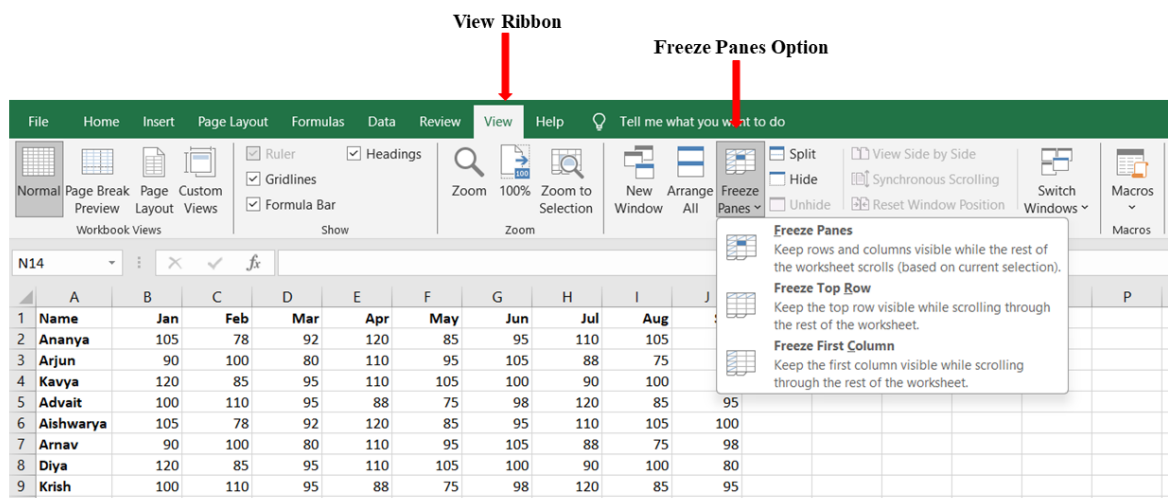 View Ribbon
Freeze Panes Option
File Home Insert Page Layout Formulas Data Review View Help Tell me what you want to do
Normal Page Break Preview Page Layout Custom Views
Workbook Views
Ruler Headings
Gridlines
Formula Bar
Show
Zoom 100% Zoom to Selection
100
Zoom
New Window Arrange All Freeze Panes
Split
Hide
Unhide
View Side by Side
Synchronous Scrolling
Reset Window Position
Switch Windows
Macros
Macros
Freeze Panes
Keep rows and columns visible while the rest of
the worksheet scrolls (based on current selection).
Freeze Top Row
Keep the top row visible while scrolling through
the rest of the worksheet.
Freeze First Column
Keep the first column visible while scrolling
through the rest of the worksheet.
N14 fx
A B C D E F G H I J P
1 Name Jan Feb Mar Apr May Jun Jul Aug
2 Ananya 105 78 92 120 85 95 110 105
3 Arjun 90 100 80 110 95 105 88 75
4 Kavya 120 85 95 110 105 100 90 100
5 Advait 100 110 95 88 75 98 120 85 95
6 Aishwarya 105 78 92 120 85 95 110 105 100
7 Arnav 90 100 80 110 95 105 88 75 98
8 Diya 120 85 95 110 105 100 90 100 80
9 Krish 100 110 95 88 75 98 120 85 95